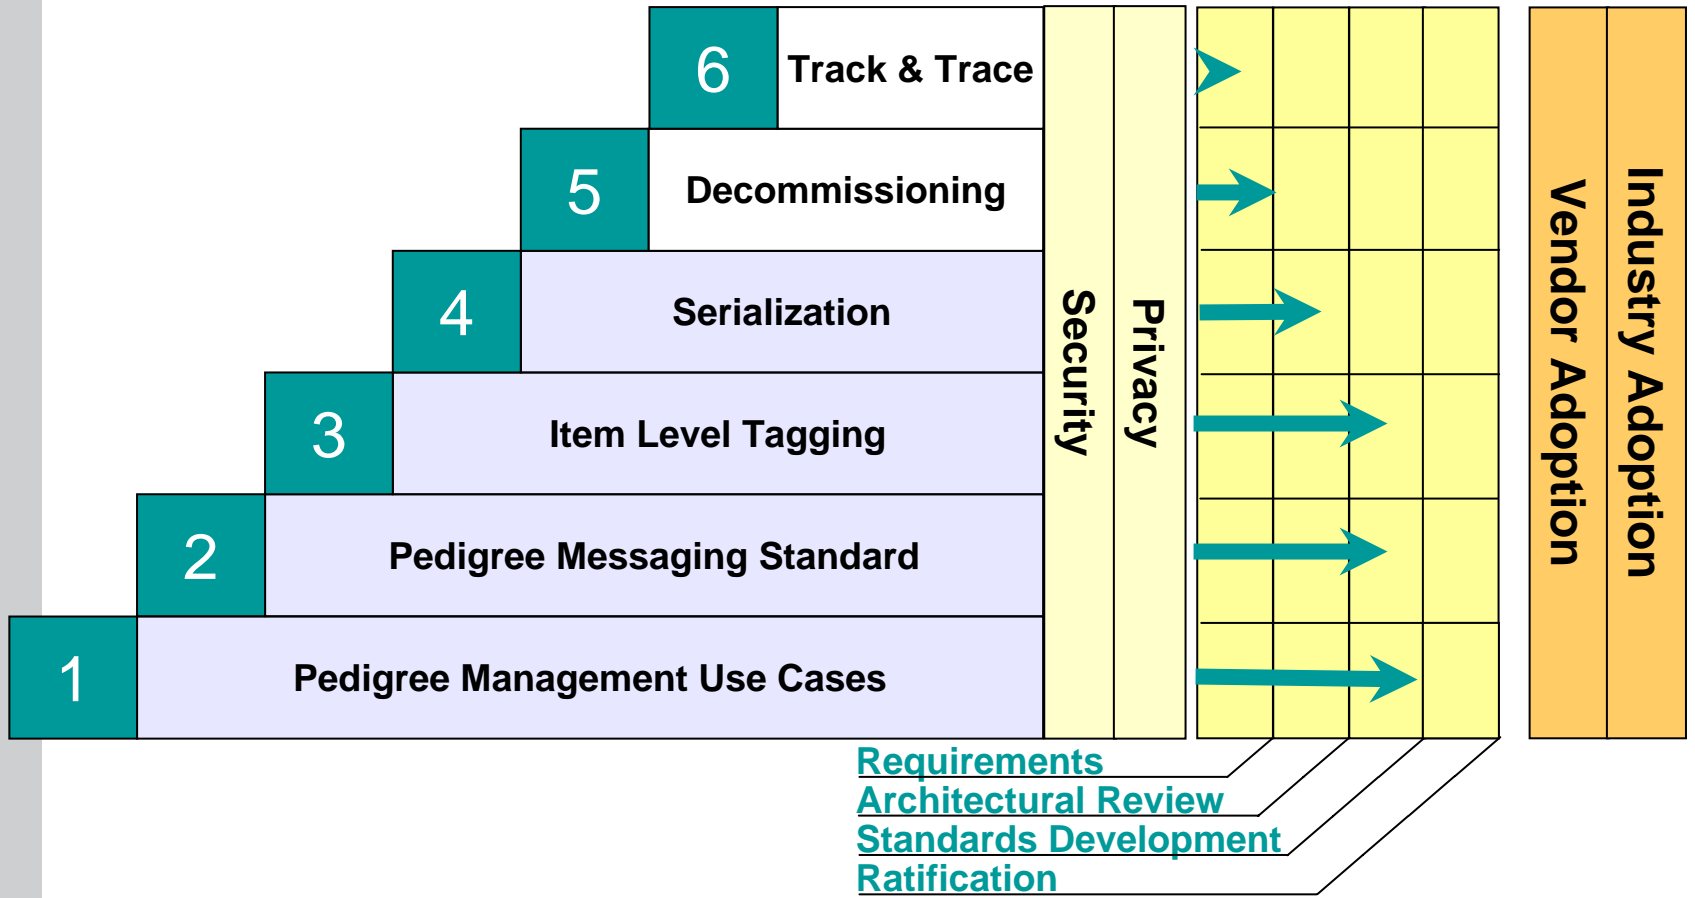 6
Track & Trace
5
Decommissioning
4
Serialization
3
Item Level Tagging
2
Pedigree Messaging Standard
1
Pedigree Management Use Cases
Security
Privacy
Vendor Adoption
Industry Adoption
Requirements
Architectural Review
Standards Development
Ratification